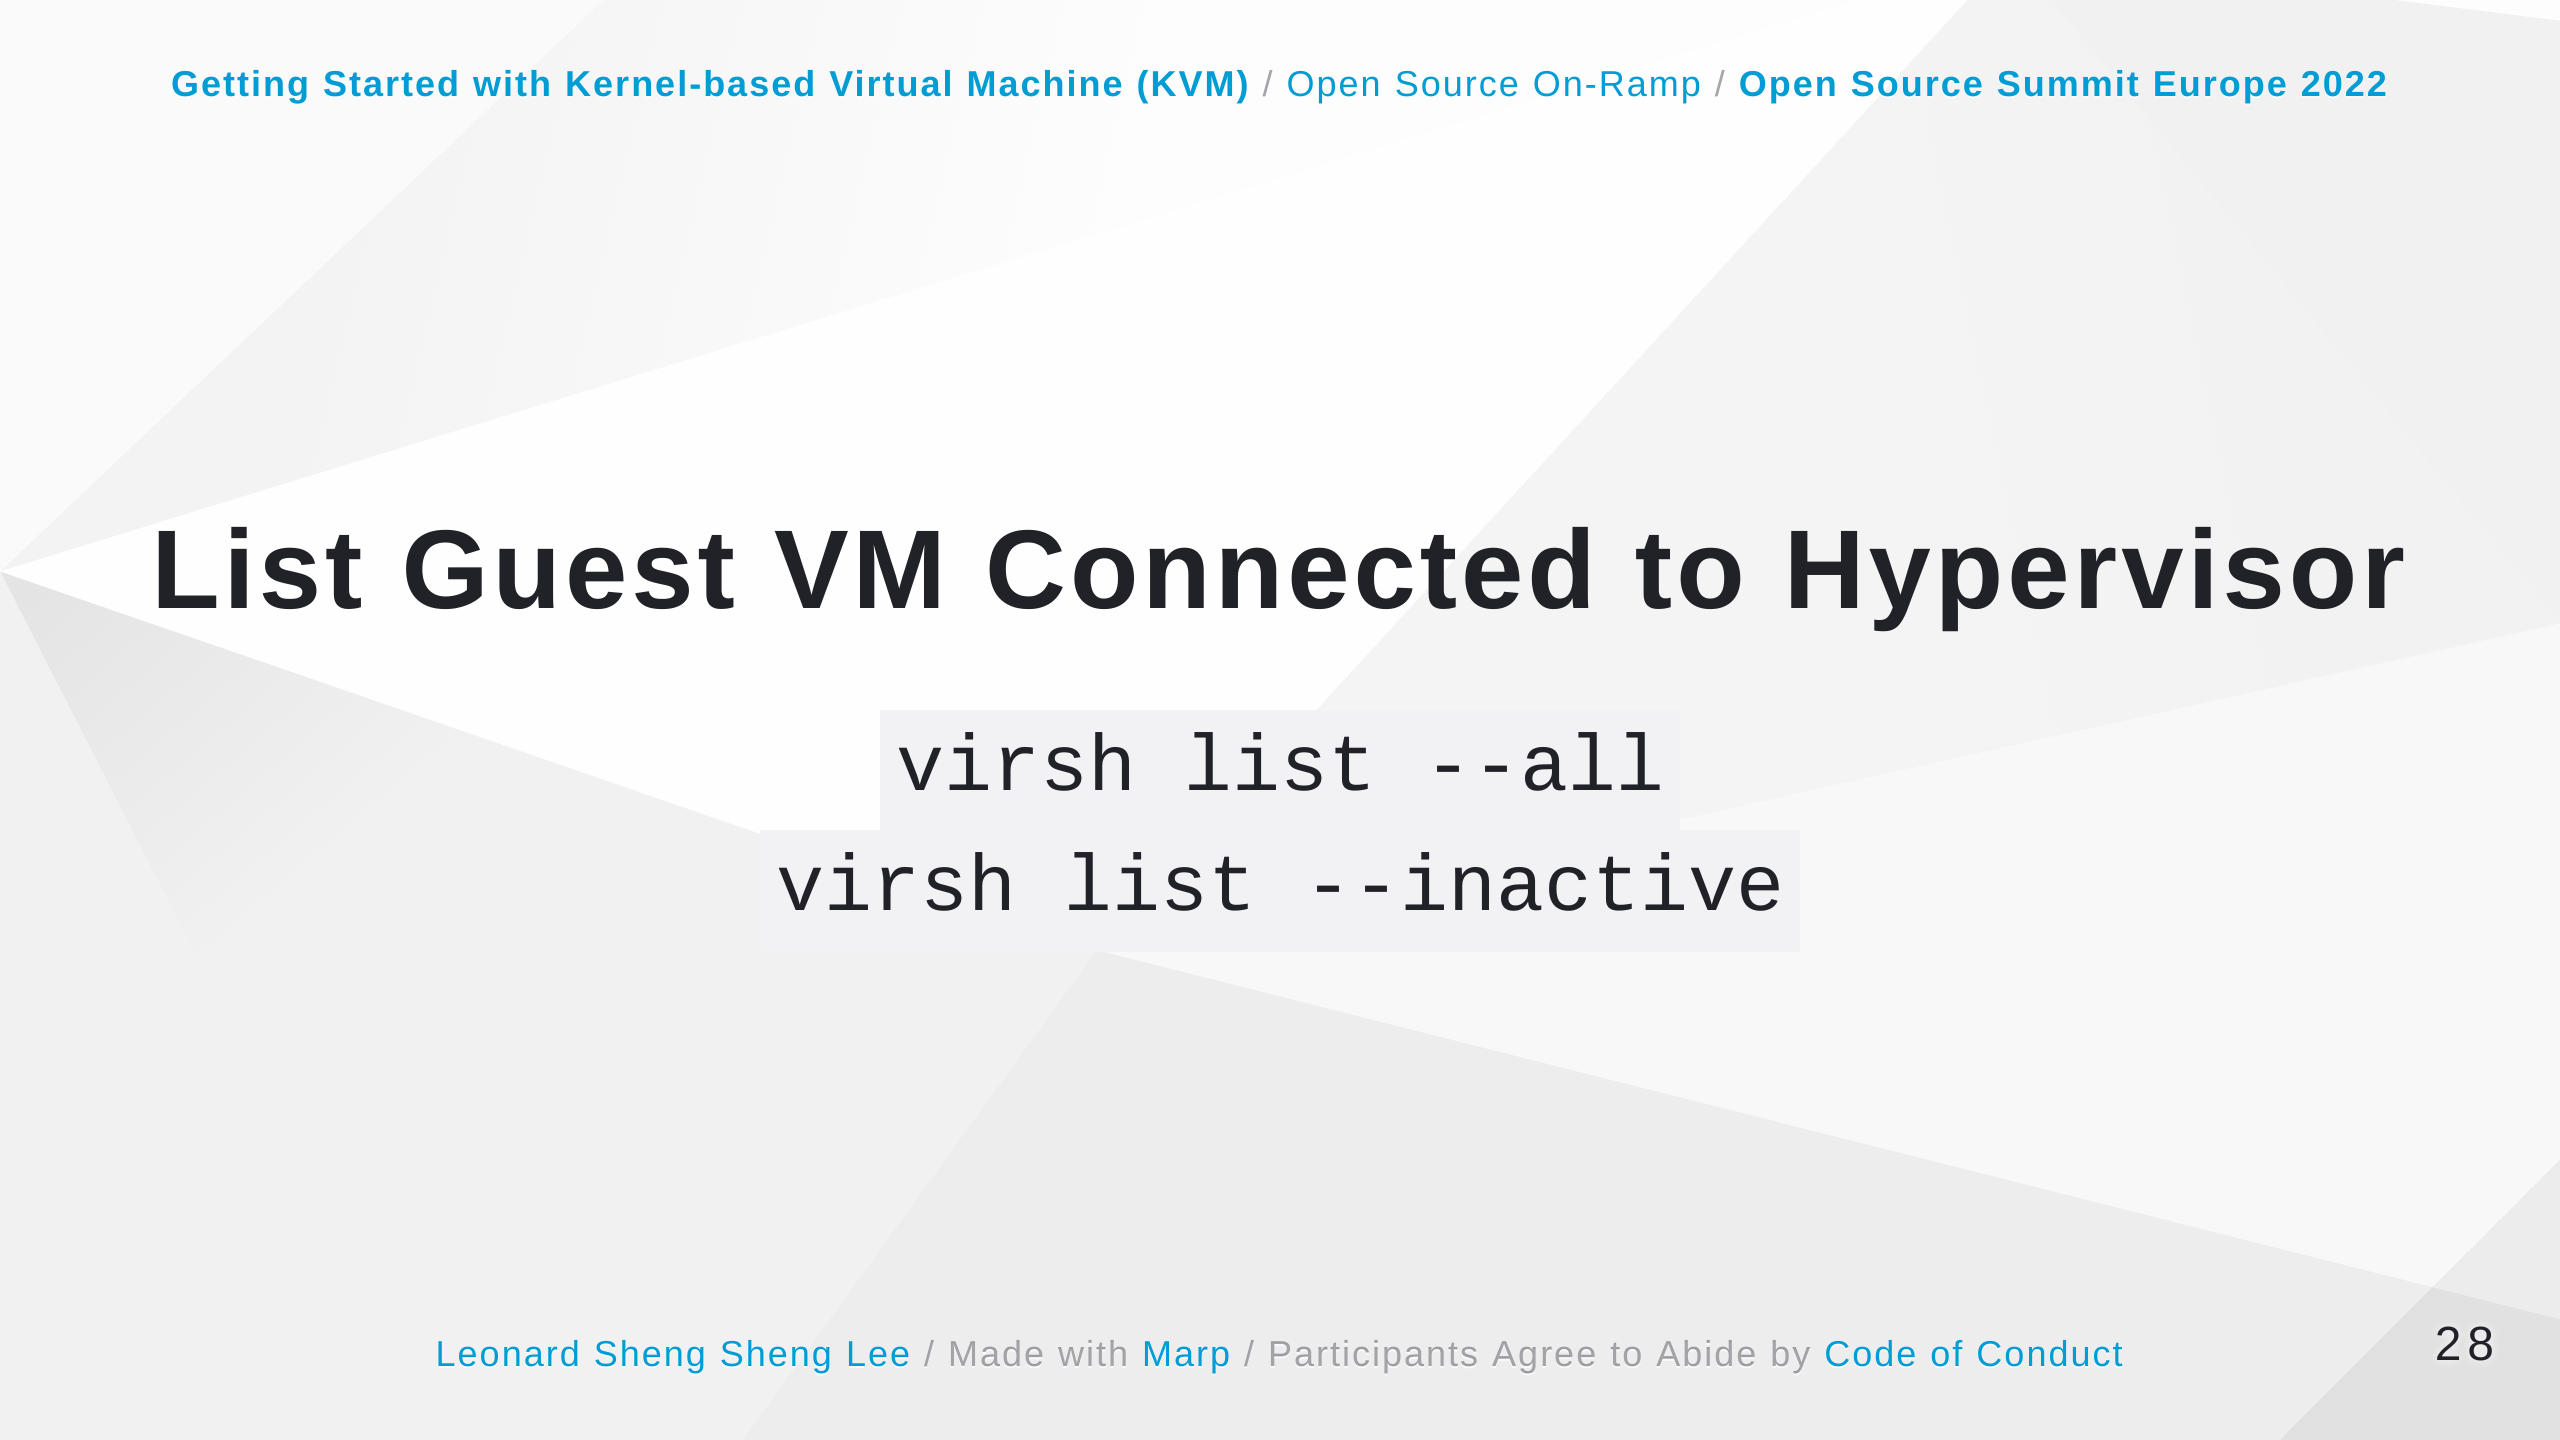 Getting Started with Kernel-based Virtual Machine (KVM) / Open Source On-Ramp / Open Source Summit Europe 2022
List Guest VM Connected to Hypervisor
virsh list --all
virsh list --inactive
Leonard Sheng Sheng Lee / Made with Marp / Participants Agree to Abide by Code of Conduct
28